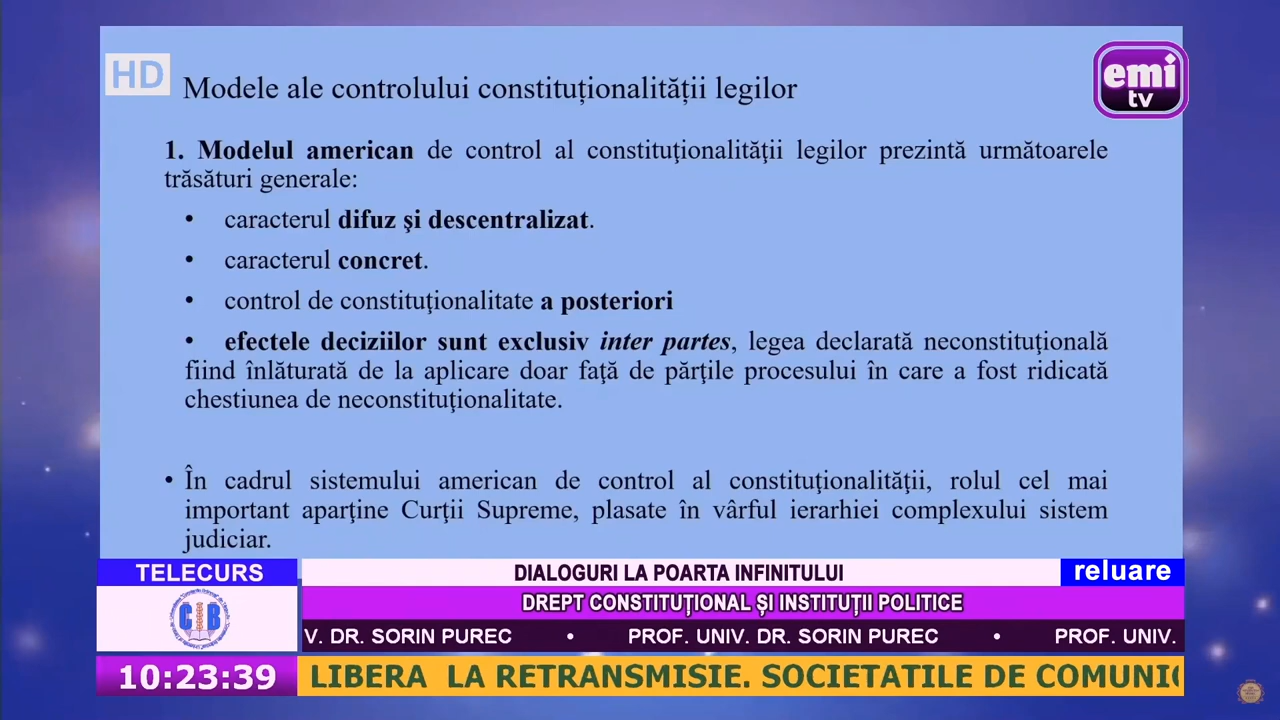 HD
emi
tv
Modele ale controlului constituționalității legilor
1. Modelul american de control al constituţionalităţii legilor prezintă următoarele
trăsături generale:
• caracterul difuz şi descentralizat.
• caracterul concret.
• control de constituţionalitate a posteriori
• efectele deciziilor sunt exclusiv inter partes, legea declarată neconstituţională
fiind înlăturată de la aplicare doar faţă de părţile procesului în care a fost ridicată
chestiunea de neconstituţionalitate.
• În cadrul sistemului american de control al constituţionalităţii, rolul cel mai
important aparţine Curţii Supreme, plasate în vârful ierarhiei complexului sistem
judiciar.
TELECURS
DIALOGURI LA POARTA INFINITULUI
reluare
DREPT CONSTITUȚIONAL ȘI INSTITUȚII POLITICE
CB
V. DR. SORIN PUREC • PROF. UNIV. DR. SORIN PUREC • PROF. UNIV.
10:23:39
LIBERA LA RETRANSMISIE. SOCIETATILE DE COMUNIC